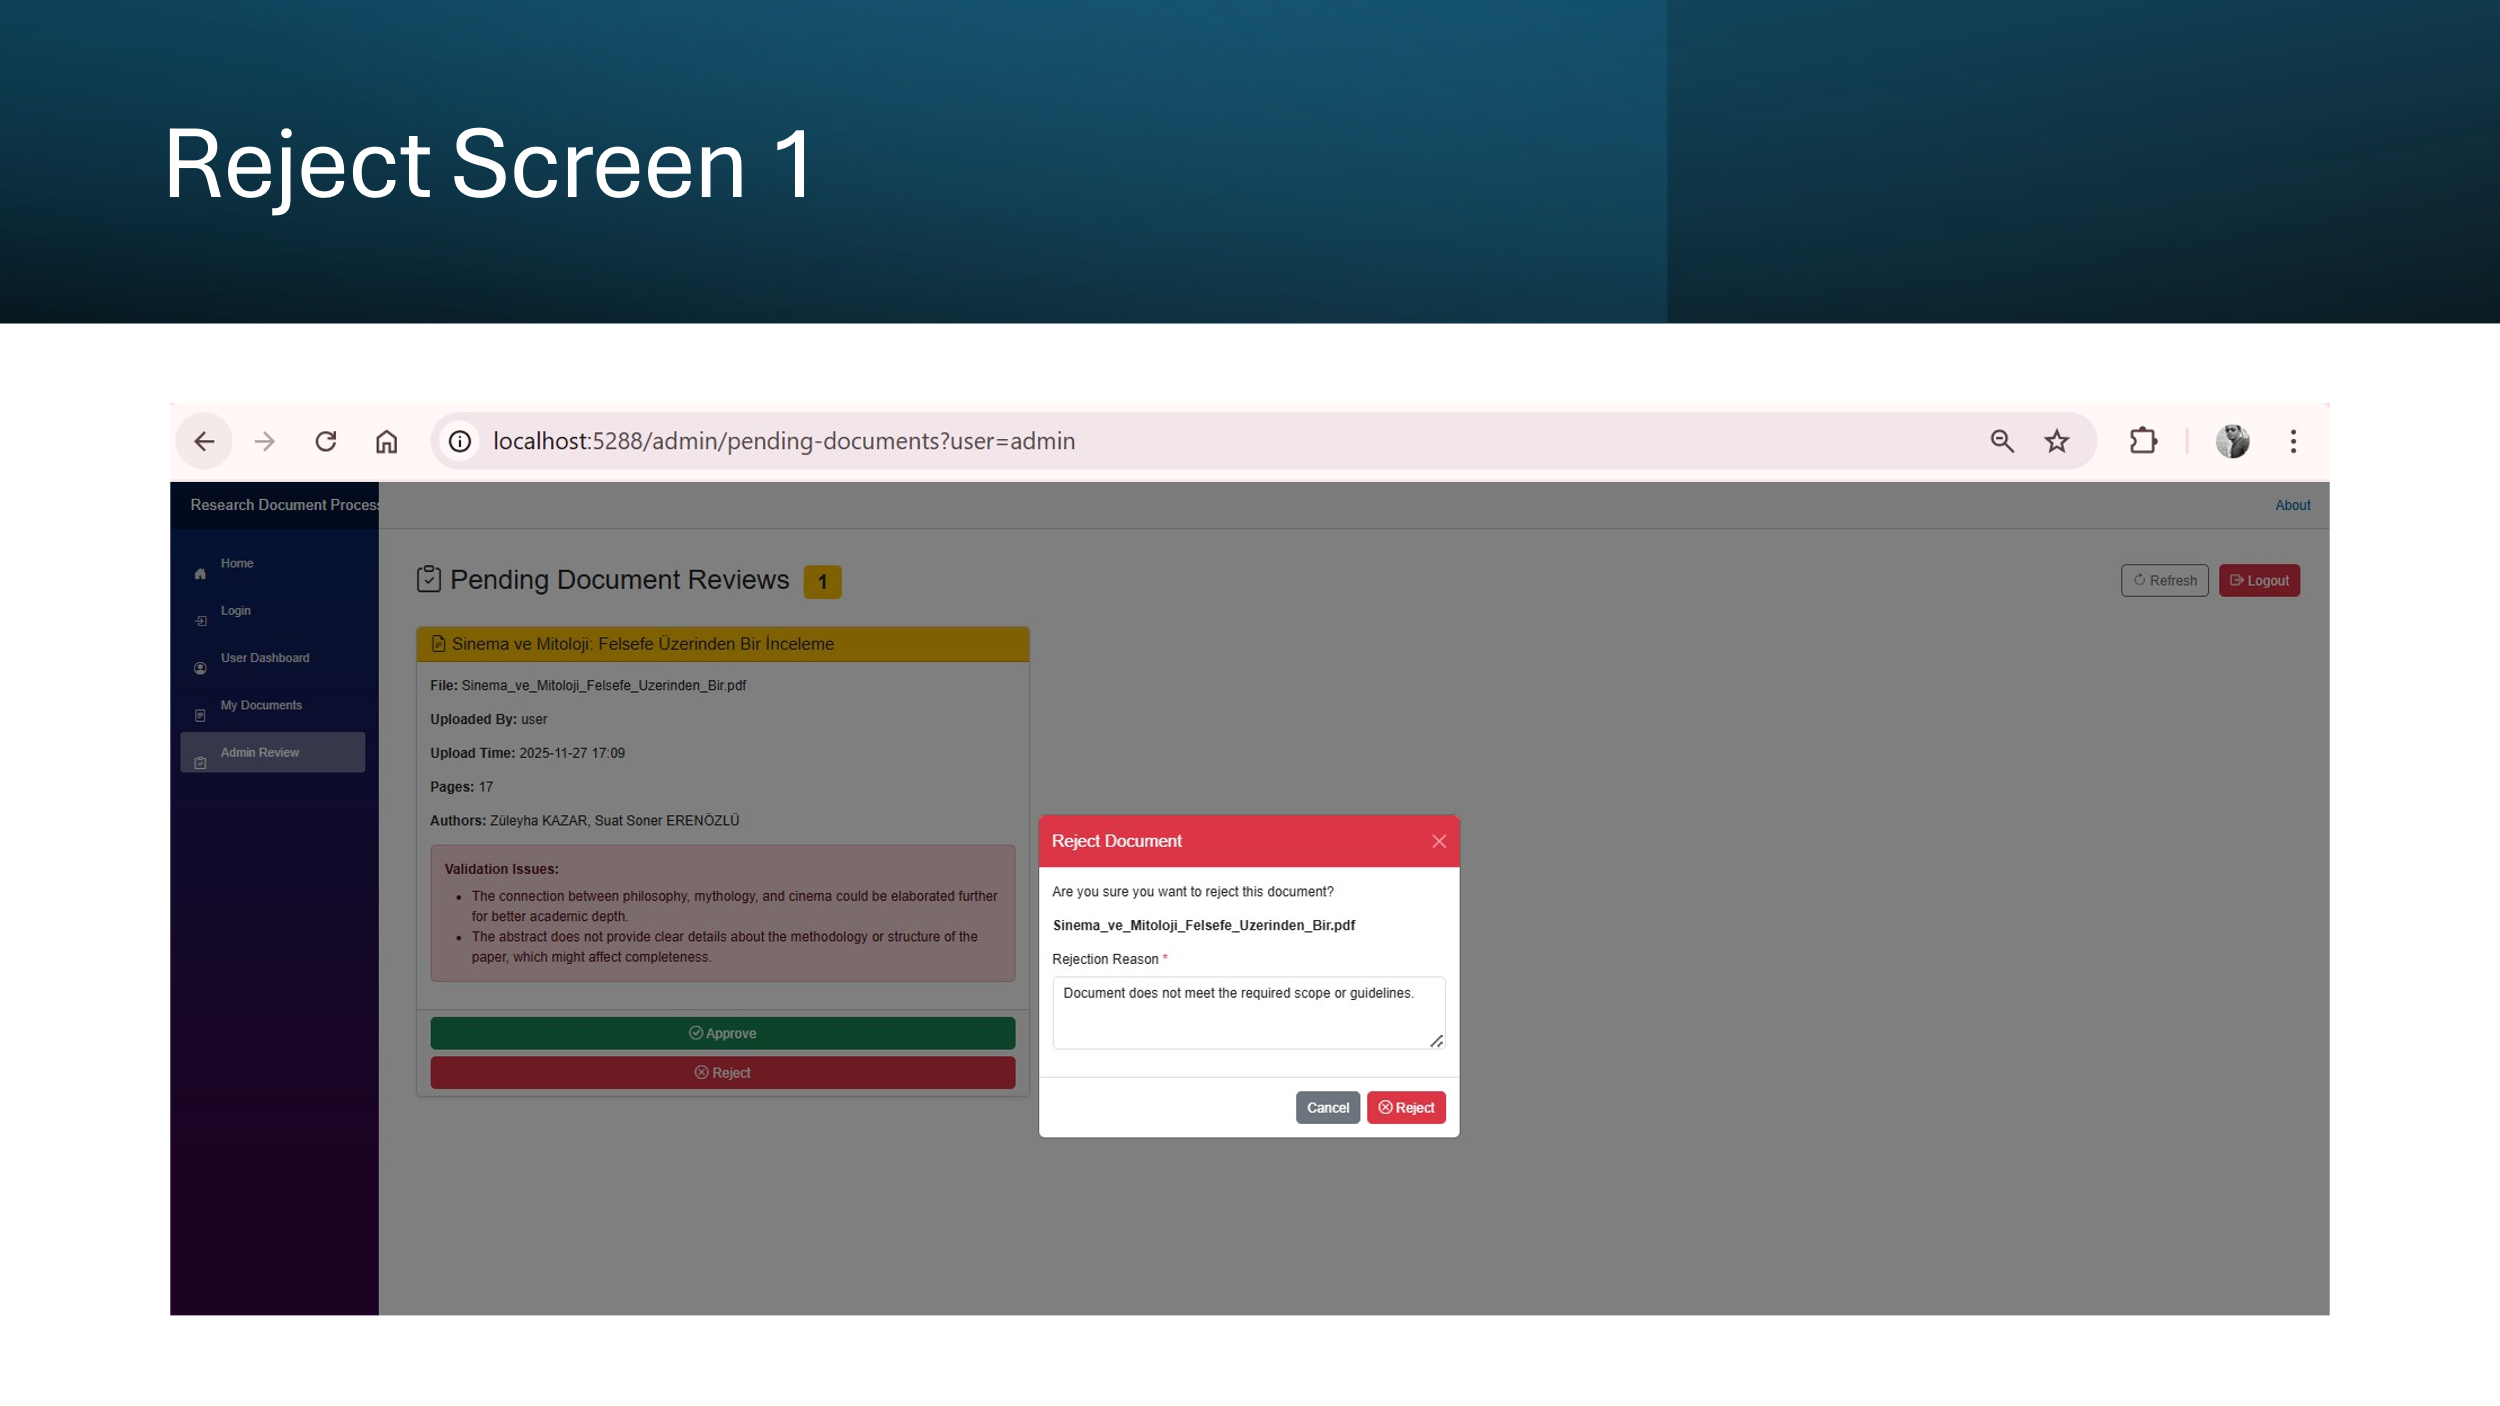 Reject Screen 1
localhost:5288/admin/pending-documents?user=admin
Research Document Proces
About
Home
Login
User Dashboard
My Documents
Admin Review
Pending Document Reviews 1
Refresh
Logout
Sinema ve Mitoloji: Felsefe Üzerinden Bir İnceleme
File: Sinema_ve_Mitoloji_Felsefe_Uzerinden_Bir.pdf
Uploaded By: user
Upload Time: 2025-11-27 17:09
Pages: 17
Authors: Züleyha KAZAR, Suat Soner ERENÖZLÜ
Validation Issues:
• The connection between philosophy, mythology, and cinema could be elaborated further
for better academic depth.
• The abstract does not provide clear details about the methodology or structure of the
paper, which might affect completeness.
Approve
Reject
Reject Document
Are you sure you want to reject this document?
Sinema_ve_Mitoloji_Felsefe_Uzerinden_Bir.pdf
Rejection Reason *
Document does not meet the required scope or guidelines.
Cancel
Reject